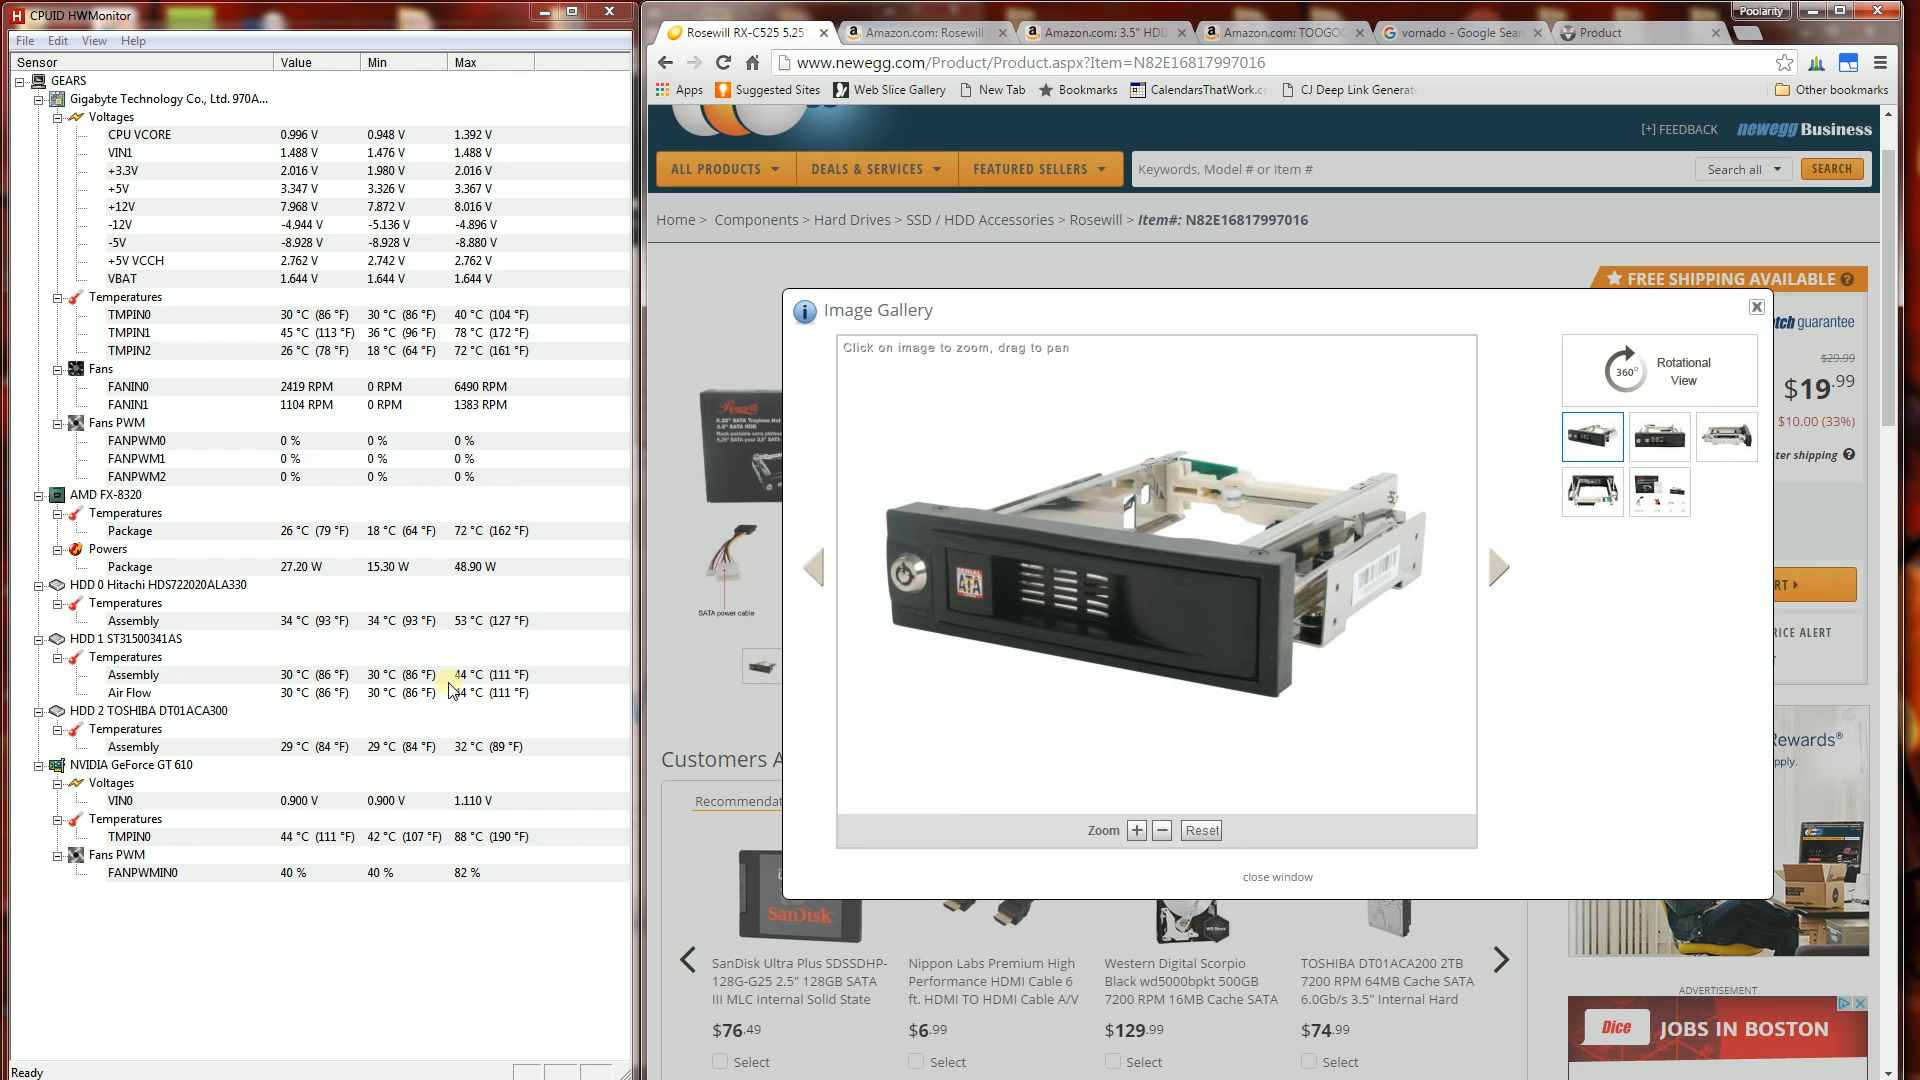 CPUID HWMonitor
File Edit View Help
Sensor Value Min Max
GEARS
Gigabyte Technology Co., Ltd. 970A...
Voltages
CPU VCORE 0.996 V 0.948 V 1.392 V
VIN1 1.488 V 1.476 V 1.488 V
+3.3V 2.016 V 1.980 V 2.016 V
+5V 3.347 V 3.326 V 3.367 V
+12V 7.968 V 7.872 V 8.016 V
-12V -4.944 V -5.136 V -4.896 V
-5V -8.928 V -8.928 V -8.880 V
+5V VCCH 2.762 V 2.742 V 2.762 V
VBAT 1.644 V 1.644 V 1.644 V
Temperatures
TMPIN0 30 °C (86 °F) 30 °C (86 °F) 40 °C (104 °F)
TMPIN1 45 °C (113 °F) 36 °C (96 °F) 78 °C (172 °F)
TMPIN2 26 °C (78 °F) 18 °C (64 °F) 72 °C (161 °F)
Fans
FANIN0 2419 RPM 0 RPM 6490 RPM
FANIN1 1104 RPM 0 RPM 1383 RPM
Fans PWM
FANPWM0 0 % 0 % 0 %
FANPWM1 0 % 0 % 0 %
FANPWM2 0 % 0 % 0 %
AMD FX-8320
Temperatures
Package 26 °C (79 °F) 18 °C (64 °F) 72 °C (162 °F)
Powers
Package 27.20 W 15.30 W 48.90 W
HDD 0 Hitachi HDS722020ALA330
Temperatures
Assembly 34 °C (93 °F) 34 °C (93 °F) 53 °C (127 °F)
HDD 1 ST31500341AS
Temperatures
Assembly 30 °C (86 °F) 30 °C (86 °F) 44 °C (111 °F)
Air Flow 30 °C (86 °F) 30 °C (86 °F) 44 °C (111 °F)
HDD 2 TOSHIBA DT01ACA300
Temperatures
Assembly 29 °C (84 °F) 29 °C (84 °F) 32 °C (89 °F)
NVIDIA GeForce GT 610
Voltages
VIN0 0.900 V 0.900 V 1.110 V
Temperatures
TMPIN0 44 °C (111 °F) 42 °C (107 °F) 88 °C (190 °F)
Fans PWM
FANPWMIN0 40 % 40 % 82 %
Ready
Poolarity
Rosewill RX-C525 5.25" Amazon.com: Rosewill Amazon.com: 3.5" HDD Amazon.com: TOOGOO vornado - Google Sear Product
www.newegg.com/Product/Product.aspx?Item=N82E16817997016
Apps Suggested Sites Web Slice Gallery New Tab Bookmarks CalendarsThatWork.c CJ Deep Link Generat Other bookmarks
[+] FEEDBACK newegg Business
ALL PRODUCTS DEALS & SERVICES FEATURED SELLERS Keywords, Model # or Item # Search all SEARCH
Home > Components > Hard Drives > SSD / HDD Accessories > Rosewill > Item#: N82E16817997016
FREE SHIPPING AVAILABLE ?
Image Gallery
Click on image to zoom, drag to pan
360°
Rotational
View
SERIAL
ATA
Zoom + − Reset
close window
tch guarantee
$29.99
$19.99
$10.00 (33%)
ter shipping ?
RT
RICE ALERT
Rosewill
SATA power cable
Rewards®
pply.
Customers A
Recommendat
SanDisk
SanDisk Ultra Plus SDSSDHP-
128G-G25 2.5" 128GB SATA
III MLC Internal Solid State
$76.49
Select
Nippon Labs Premium High
Performance HDMI Cable 6
ft. HDMI TO HDMI Cable A/V
$6.99
Select
Western Digital Scorpio
Black wd5000bpkt 500GB
7200 RPM 16MB Cache SATA
$129.99
Select
TOSHIBA DT01ACA200 2TB
7200 RPM 64MB Cache SATA
6.0Gb/s 3.5" Internal Hard
$74.99
Select
ADVERTISEMENT
Dice JOBS IN BOSTON